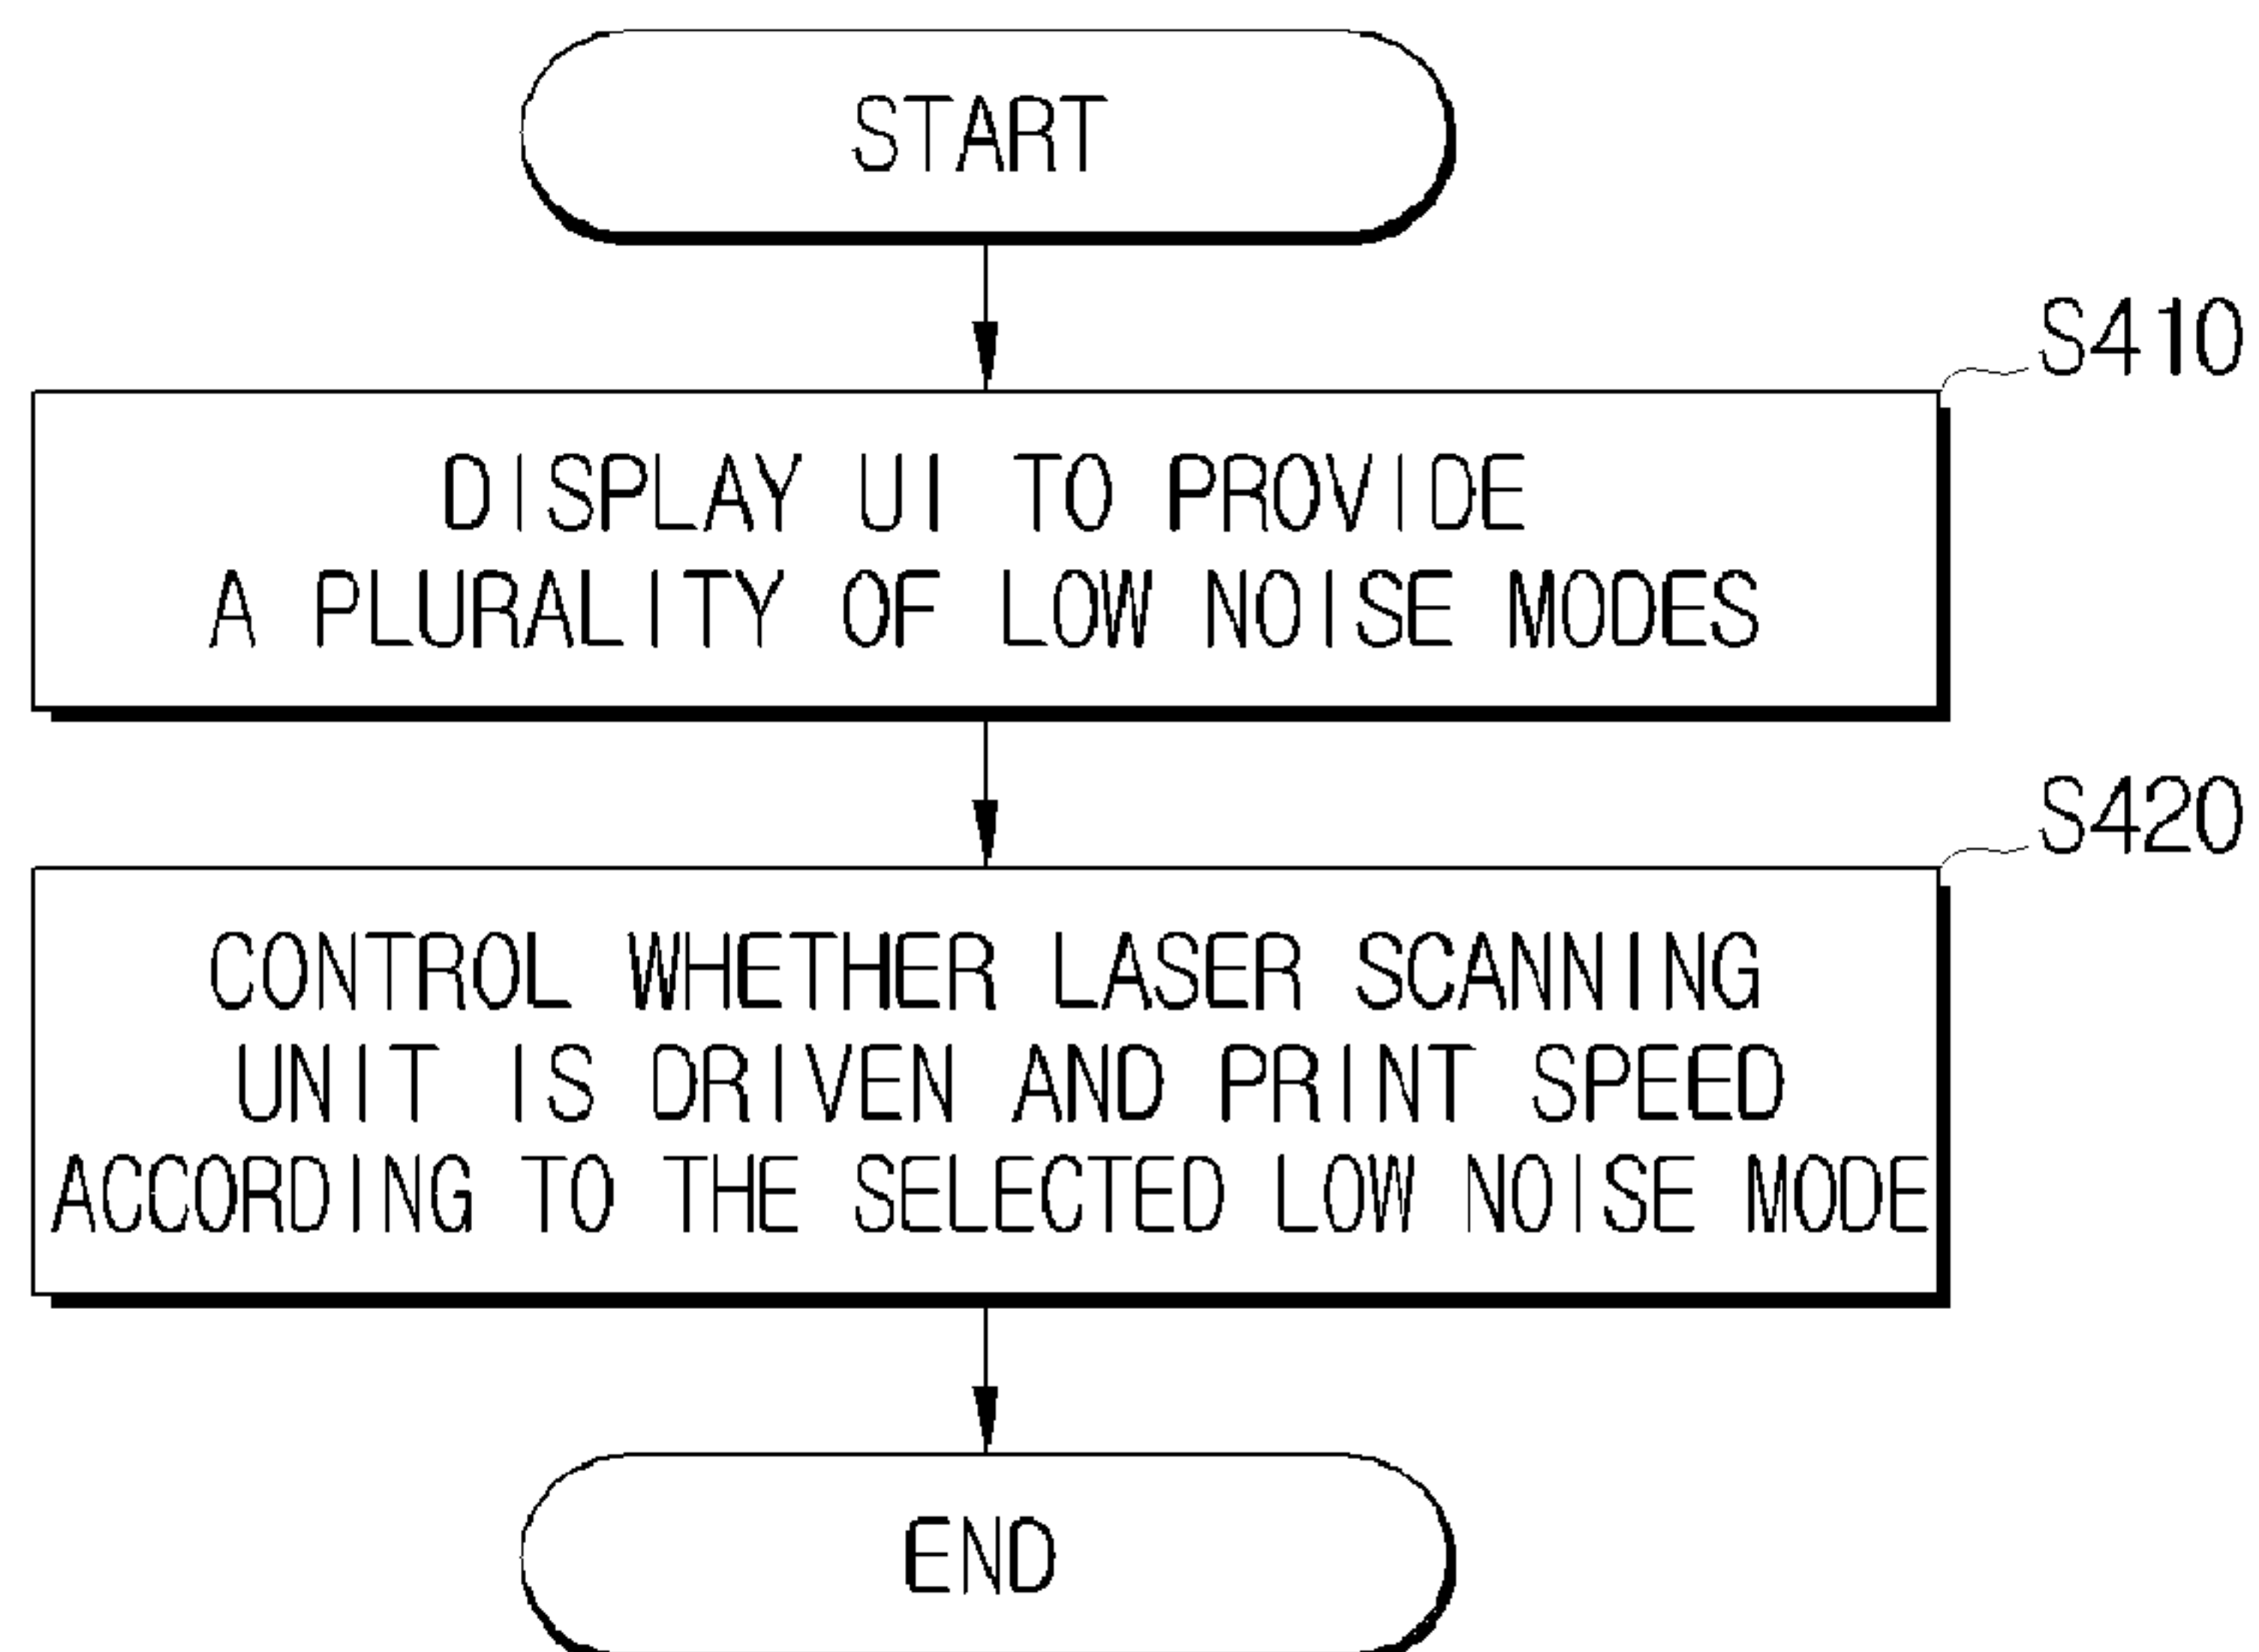 START
S410
DISPLAY UI TO PROVIDE
A PLURALITY OF LOW NOISE MODES
S420
CONTROL WHETHER LASER SCANNING
UNIT IS DRIVEN AND PRINT SPEED
ACCORDING TO THE SELECTED LOW NOISE MODE
END